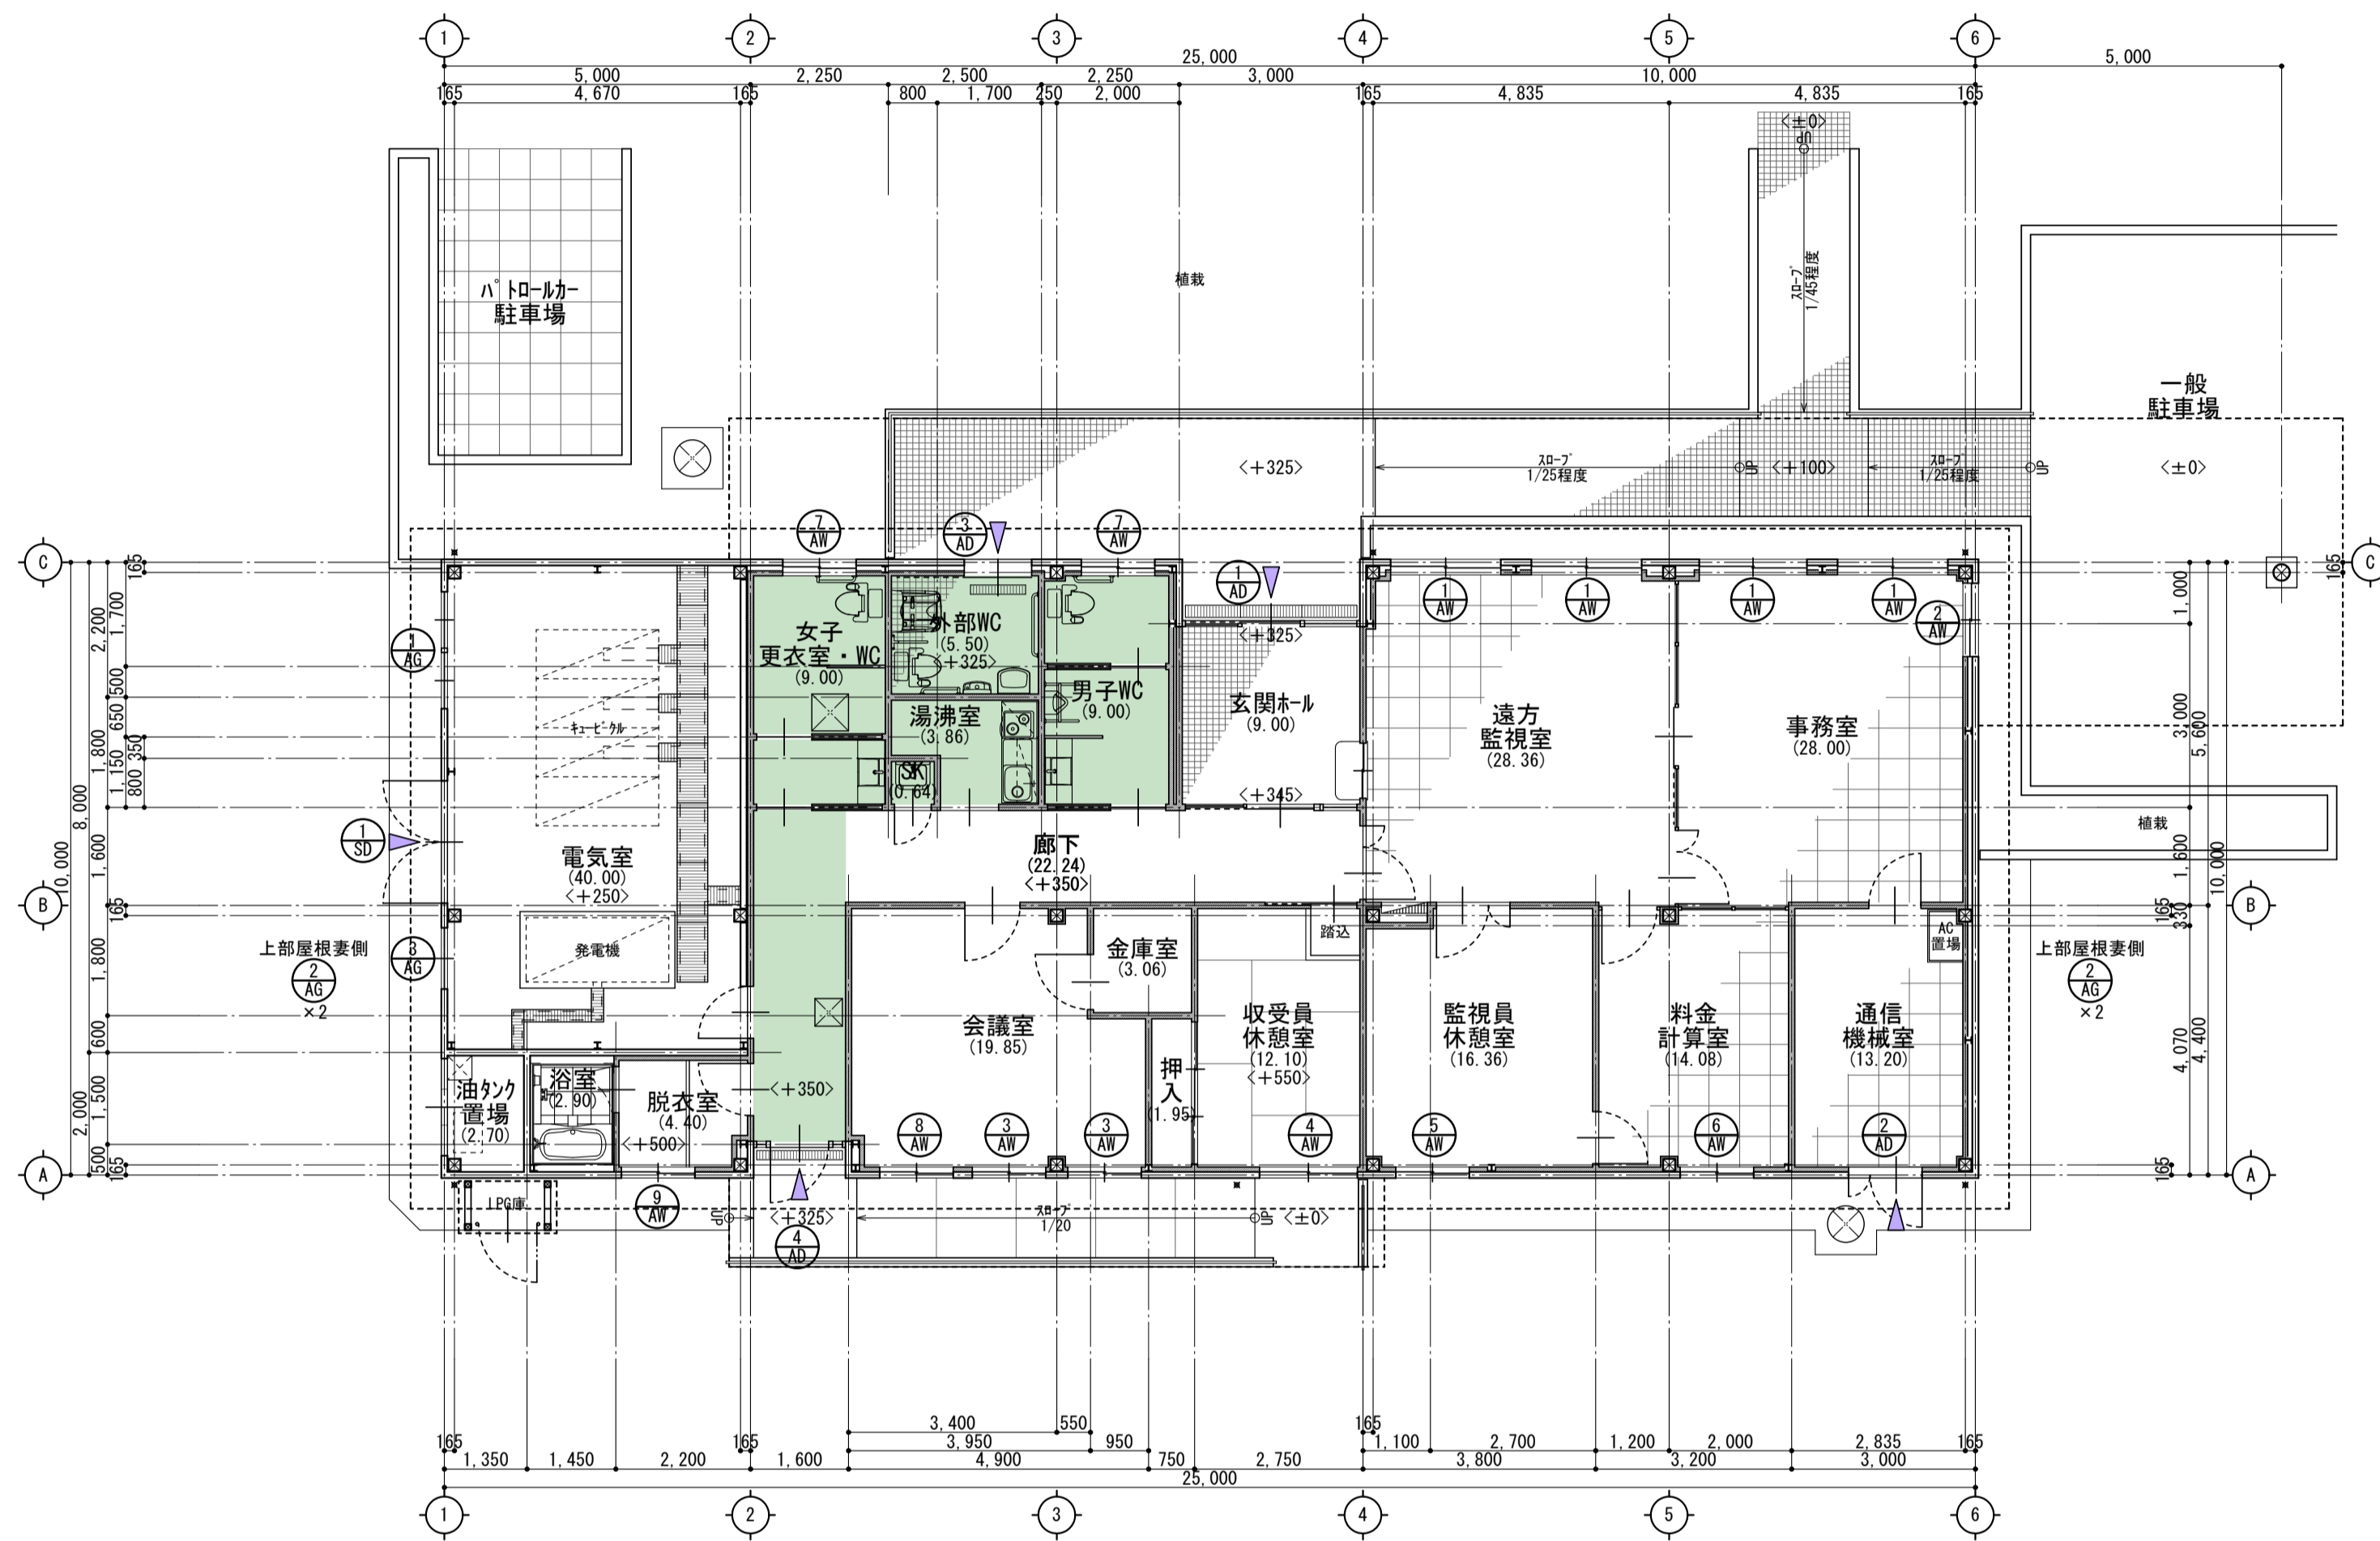 1
2
3
4
5
6
25,000
5,000
5,000
2,250
2,500
2,250
3,000
10,000
165
4,670
165
800
1,700
250
2,000
165
4,835
4,835
165
<±0>
UP
スロープ
1/45程度
植栽
パトロールカー
駐車場
一般
駐車場
<+325>
スロープ
1/25程度
UP
<+100>
スロープ
1/25程度
UP
<±0>
7
AW
3
AD
7
AW
1
AD
C
C
165
165
1
AW
1
AW
1
AW
1
AW
2
AW
1
AG
女子
更衣室・WC
(9.00)
外部WC
(5.50)
<+325>
男子WC
(9.00)
湯沸室
(3.86)
SK
(0.64)
<+325>
玄関ホール
(9.00)
<+345>
遠方
監視室
(28.36)
事務室
(28.00)
キュービクル
2,200
1,700
500
650
350
1,800
1,150
800
8,000
10,000
1,600
165
1,800
600
1,500
2,000
500
165
1,000
3,000
5,600
1,600
10,000
165
330
4,070
4,400
165
植栽
1
SD
電気室
(40.00)
<+250>
廊下
(22.24)
<+350>
B
B
上部屋根妻側
2
AG
×2
3
AG
発電機
会議室
(19.85)
金庫室
(3.06)
踏込
収受員
休憩室
(12.10)
<+550>
押
入
(1.95)
監視員
休憩室
(16.36)
料金
計算室
(14.08)
通信
機械室
(13.20)
AC
置場
上部屋根妻側
2
AG
×2
油タンク
置場
(2.70)
浴室
(2.90)
脱衣室
(4.40)
<+500>
<+350>
8
AW
3
AW
3
AW
4
AW
5
AW
6
AW
2
AD
A
A
LPG庫
9
AW
UP
<+325>
4
AD
スロープ
1/20
UP
<±0>
3,400
550
165
165
165
3,950
950
1,100
2,700
1,200
2,000
2,835
165
1,350
1,450
2,200
1,600
4,900
750
2,750
3,800
3,200
3,000
25,000
1
2
3
4
5
6